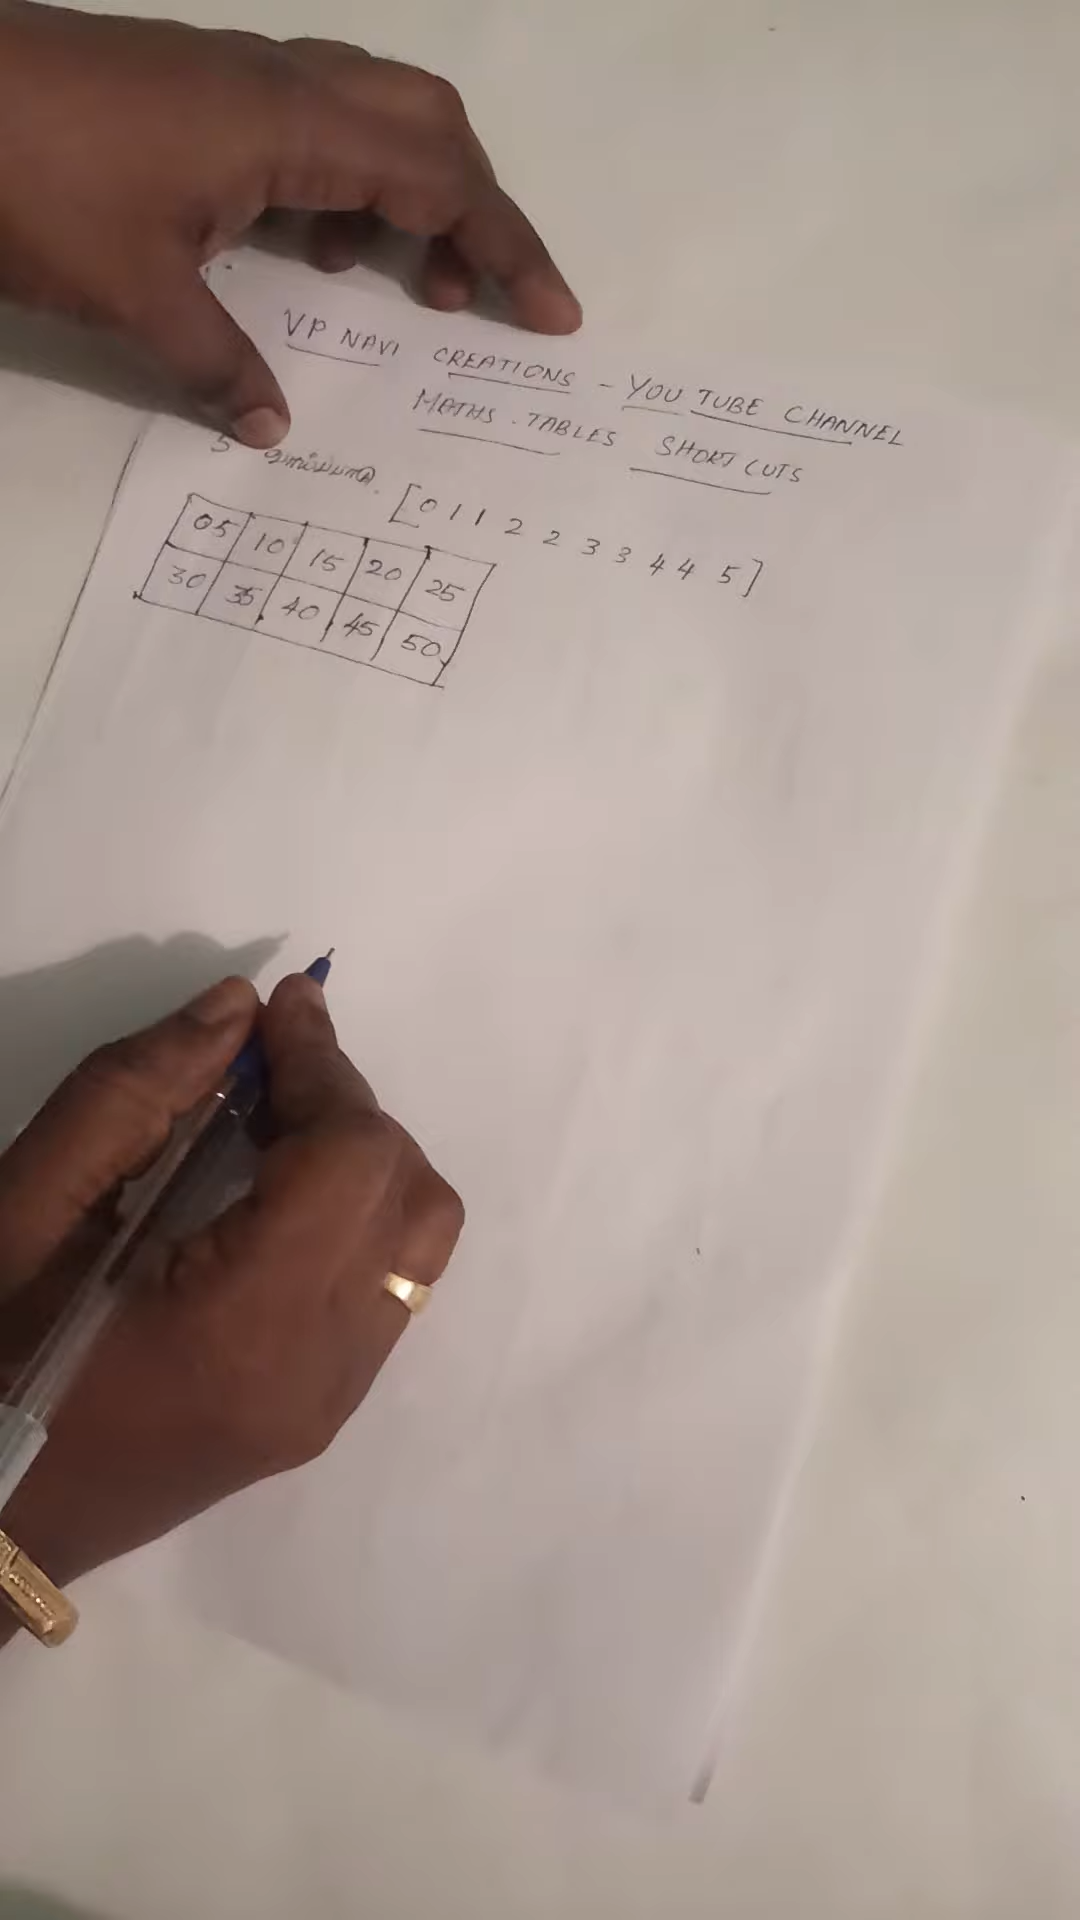 VP NAVI CREATIONS - YOU TUBE CHANNEL
MATHS. TABLES SHORT CUTS
5 வாய்ப்பாடு. [0 1 1 2 2 3 3 4 4 5]
05 10 15 20 25
30 35 40 45 50